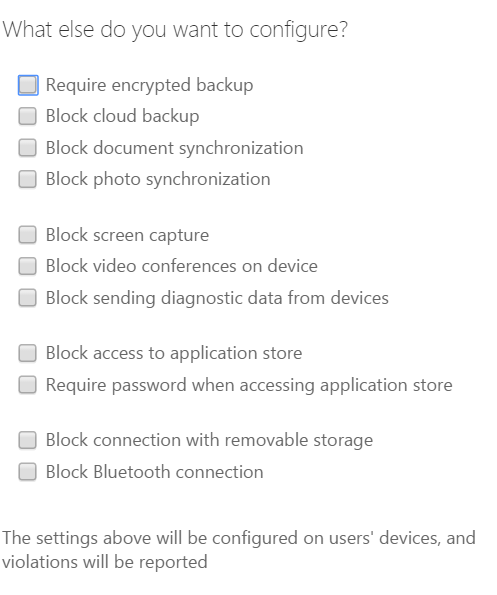 What else do you want to configure?
Require encrypted backup
Block cloud backup
Block document synchronization
Block photo synchronization
Block screen capture
Block video conferences on device
Block sending diagnostic data from devices
Block access to application store
Require password when accessing application store
Block connection with removable storage
Block Bluetooth connection
The settings above will be configured on users' devices, and
violations will be reported